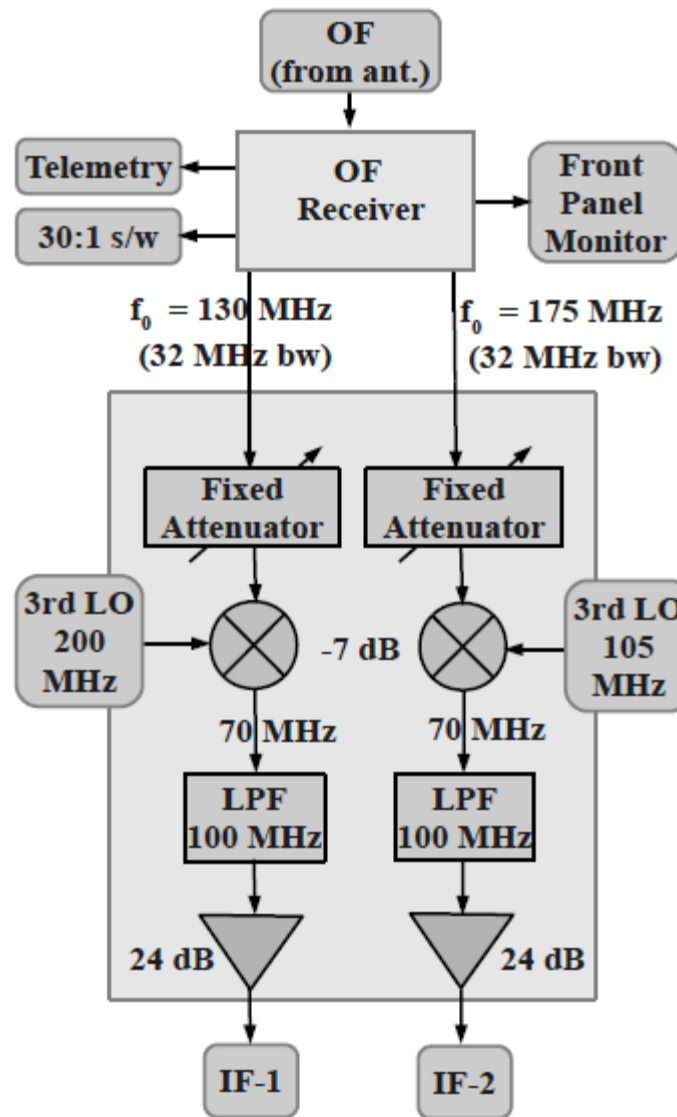 OF
(from ant.)
Telemetry
30:1 s/w
OF
Receiver
Front
Panel
Monitor
f₀ = 130 MHz
(32 MHz bw)
f₀ = 175 MHz
(32 MHz bw)
Fixed
Attenuator
Fixed
Attenuator
3rd LO
200
MHz
-7 dB
3rd LO
105
MHz
70 MHz
70 MHz
LPF
100 MHz
LPF
100 MHz
24 dB
24 dB
IF-1
IF-2